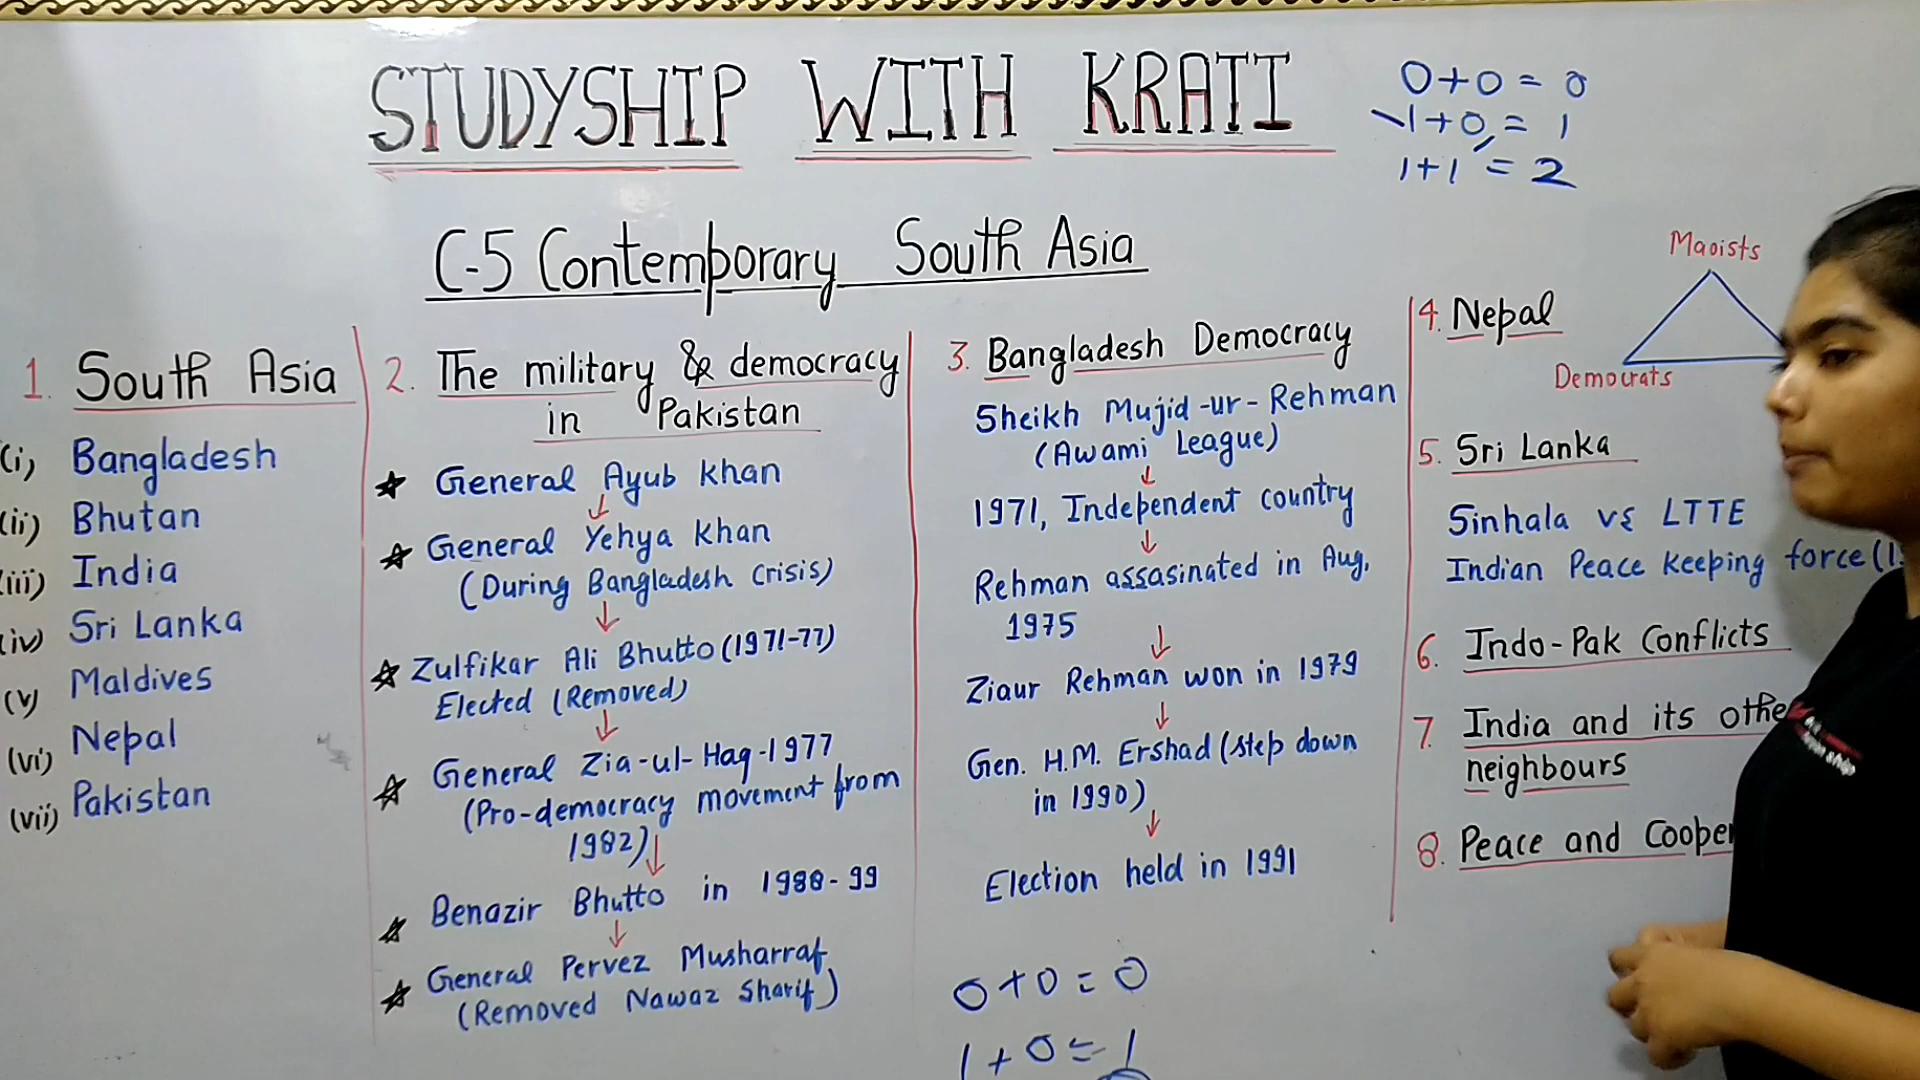 STUDYSHIP WITH KRATI
0+0 = 0
1+0 = 1
1+1 = 2
C-5 Contemporary South Asia
1. South Asia
(i) Bangladesh
(ii) Bhutan
(iii) India
(iv) Sri Lanka
(v) Maldives
(vi) Nepal
(vii) Pakistan
2. The military & democracy
in Pakistan
General Ayub Khan
↓
General Yehya Khan
(During Bangladesh Crisis)
↓
Zulfikar Ali Bhutto (1971-77)
Elected (Removed)
↓
General Zia-ul-Haq-1977
(Pro-democracy movement from
1982)
↓
Benazir Bhutto in 1988-99
↓
General Pervez Musharraf
(Removed Nawaz Sharif)
3. Bangladesh Democracy
Sheikh Mujid-ur-Rehman
(Awami League)
↓
1971, Independent country
↓
Rehman assasinated in Aug,
1975
↓
Ziaur Rehman won in 1979
↓
Gen. H.M. Ershad (step down
in 1990)
↓
Election held in 1991
0+0=0
1+0=1
4. Nepal
Maoists
Democrats
5. Sri Lanka
Sinhala vs LTTE
Indian Peace Keeping force
6. Indo-Pak Conflicts
7. India and its othe
neighbours
8. Peace and Cooper